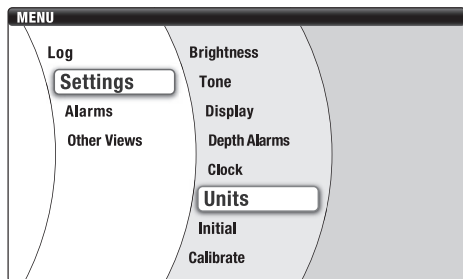 MENU
Log
Settings
Alarms
Other Views
Brightness
Tone
Display
Depth Alarms
Clock
Units
Initial
Calibrate